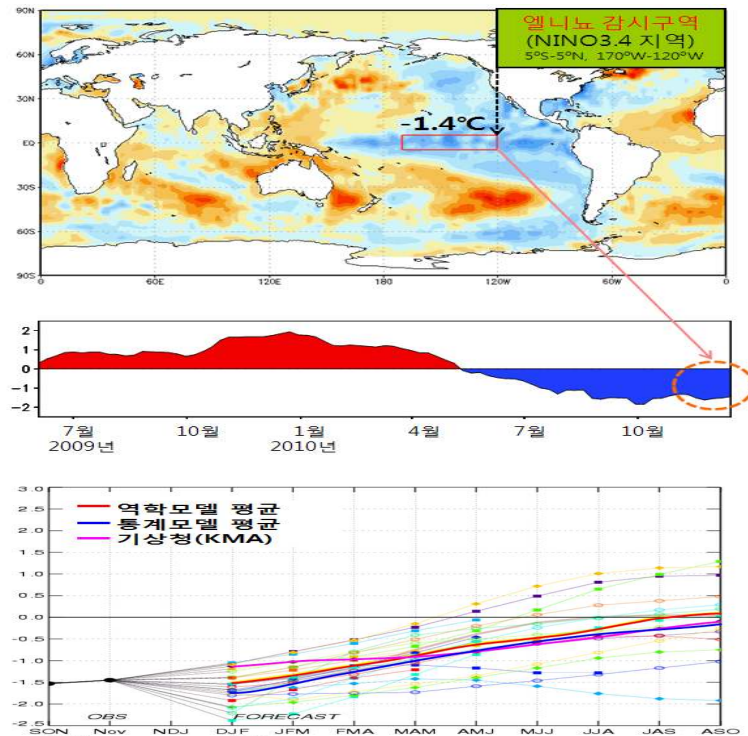 엘니뇨 감시구역
(NINO3.4 지역)
5°S-5°N, 170°W-120°W
90N
60N
30N
EQ
30S
60S
90S
-1.4℃
0 60E 120E 180 120W 60W 0
2
1
0
-1
-2
7월 10월 1월 4월 7월 10월
2009년 2010년
3.0
2.5
2.0
1.5
1.0
0.5
0.0
-0.5
-1.0
-1.5
-2.0
-2.5
역학모델 평균
통계모델 평균
기상청(KMA)
OBS FORECAST
SON Nov NDJ DJF JFM FMA MAM AMJ MJJ JJA JAS ASO